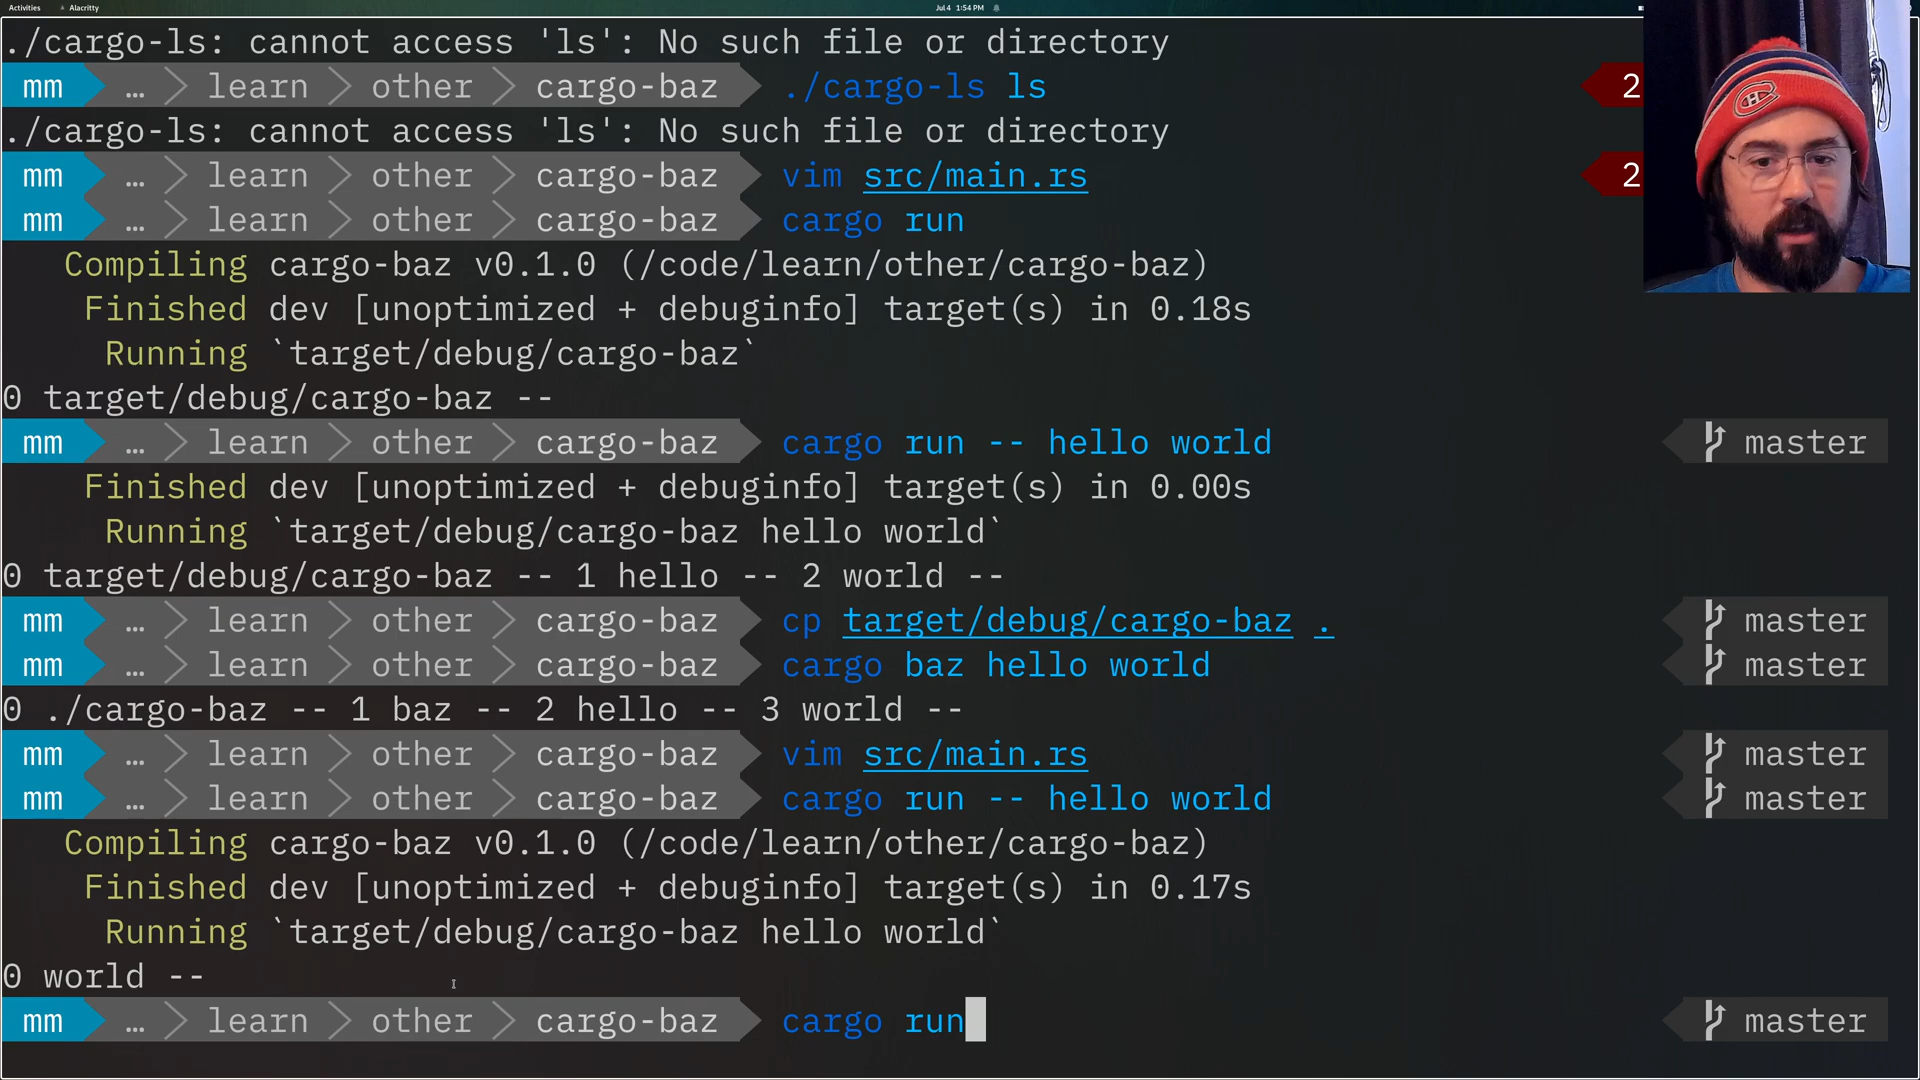 Activities Alacritty Jul 4 1:54 PM
./cargo-ls: cannot access 'ls': No such file or directory
mm … learn other cargo-baz ./cargo-ls ls 2
./cargo-ls: cannot access 'ls': No such file or directory
mm … learn other cargo-baz vim src/main.rs 2
mm … learn other cargo-baz cargo run
Compiling cargo-baz v0.1.0 (/code/learn/other/cargo-baz)
Finished dev [unoptimized + debuginfo] target(s) in 0.18s
Running `target/debug/cargo-baz`
0 target/debug/cargo-baz --
mm … learn other cargo-baz cargo run -- hello world master
Finished dev [unoptimized + debuginfo] target(s) in 0.00s
Running `target/debug/cargo-baz hello world`
0 target/debug/cargo-baz -- 1 hello -- 2 world --
mm … learn other cargo-baz cp target/debug/cargo-baz . master
mm … learn other cargo-baz cargo baz hello world master
0 ./cargo-baz -- 1 baz -- 2 hello -- 3 world --
mm … learn other cargo-baz vim src/main.rs master
mm … learn other cargo-baz cargo run -- hello world master
Compiling cargo-baz v0.1.0 (/code/learn/other/cargo-baz)
Finished dev [unoptimized + debuginfo] target(s) in 0.17s
Running `target/debug/cargo-baz hello world`
0 world --
mm … learn other cargo-baz cargo run master